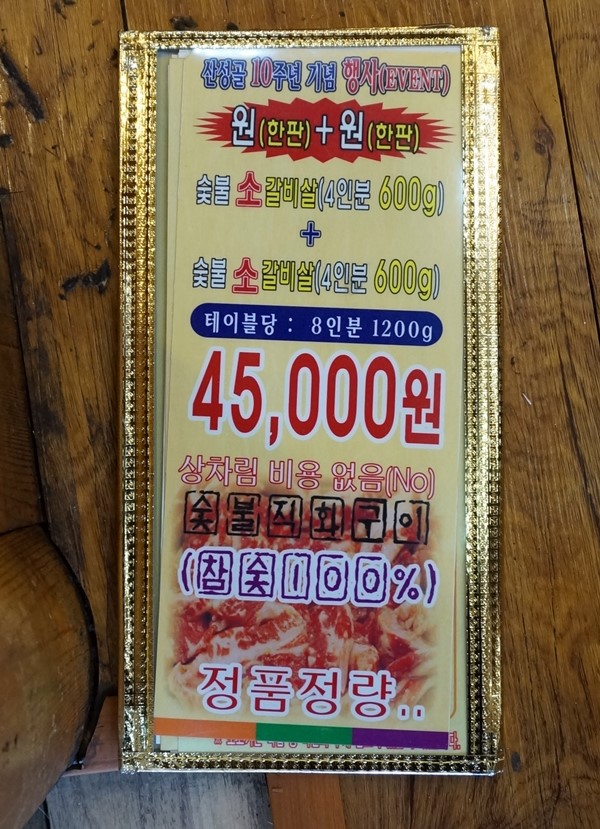 산성골 10주년 기념 행사(EVENT)
원(한판)+원(한판)
숯불 소갈비살(4인분 600g)
+
숯불 소갈비살(4인분 600g)
테이블당 : 8인분 1200g
45,000원
상차림 비용 없음(NO)
숯불직화구이
(참숯100%)
정품정량..